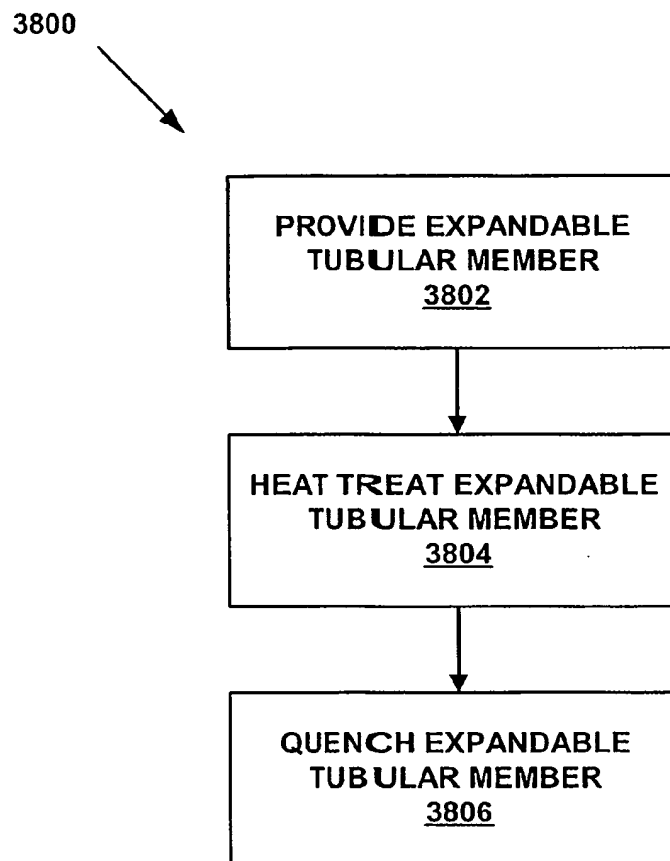 3800
PROVIDE EXPANDABLE
TUBULAR MEMBER
3802
HEAT TREAT EXPANDABLE
TUBULAR MEMBER
3804
QUENCH EXPANDABLE
TUBULAR MEMBER
3806